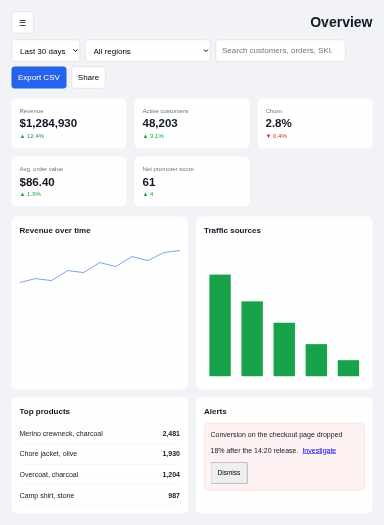 ☰ Overview
Last 30 days All regions Search customers, orders, SKU
Export CSV Share
Revenue Active customers Churn
$1,284,930 48,203 2.8%
▲ 12.4% ▲ 3.1% ▼ 0.4%
Avg. order value Net promoter score
$86.40 61
▲ 1.9% ▲ 4
Revenue over time Traffic sources
Top products Alerts
Merino crewneck, charcoal 2,481
Chore jacket, olive 1,930
Overcoat, charcoal 1,204
Camp shirt, stone 987
Conversion on the checkout page dropped
18% after the 14:20 release. Investigate
Dismiss